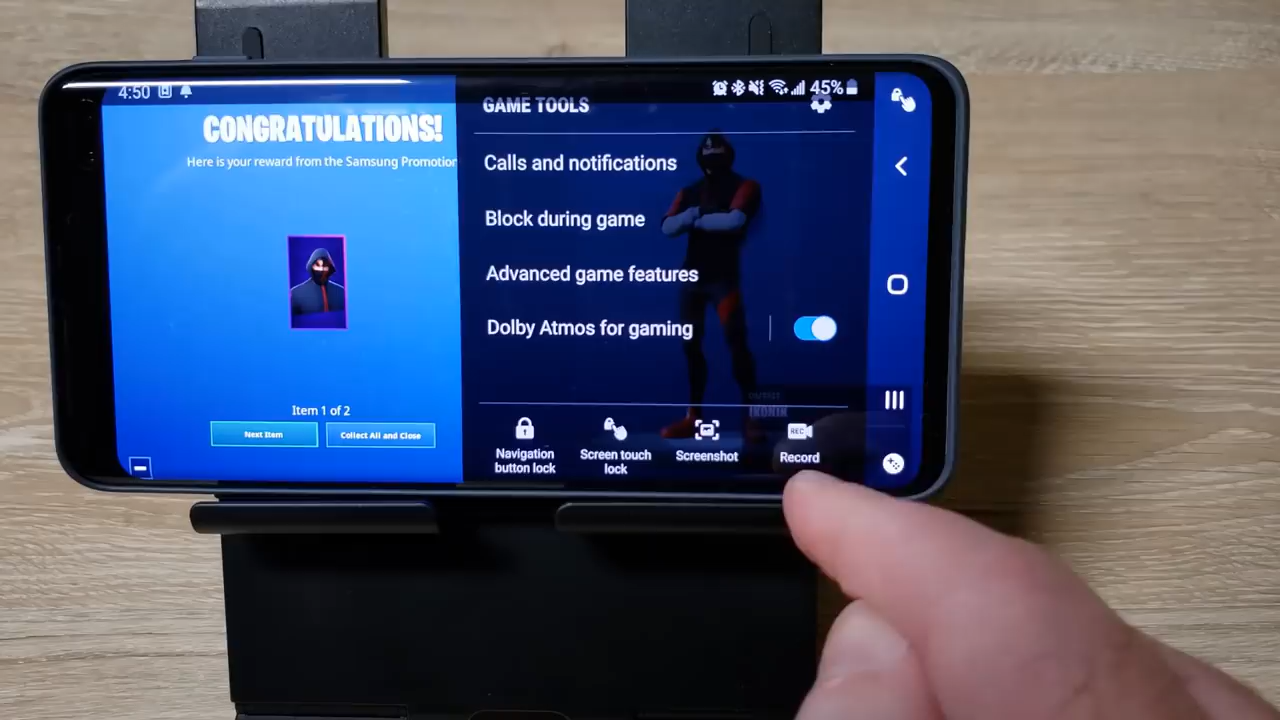 4:50
45%
CONGRATULATIONS!
Here is your reward from the Samsung Promotion
Item 1 of 2
Next Item
Collect All and Close
GAME TOOLS
Calls and notifications
Block during game
Advanced game features
Dolby Atmos for gaming
OUTFIT
IKONIK
Navigation
button lock
Screen touch
lock
Screenshot
REC
Record